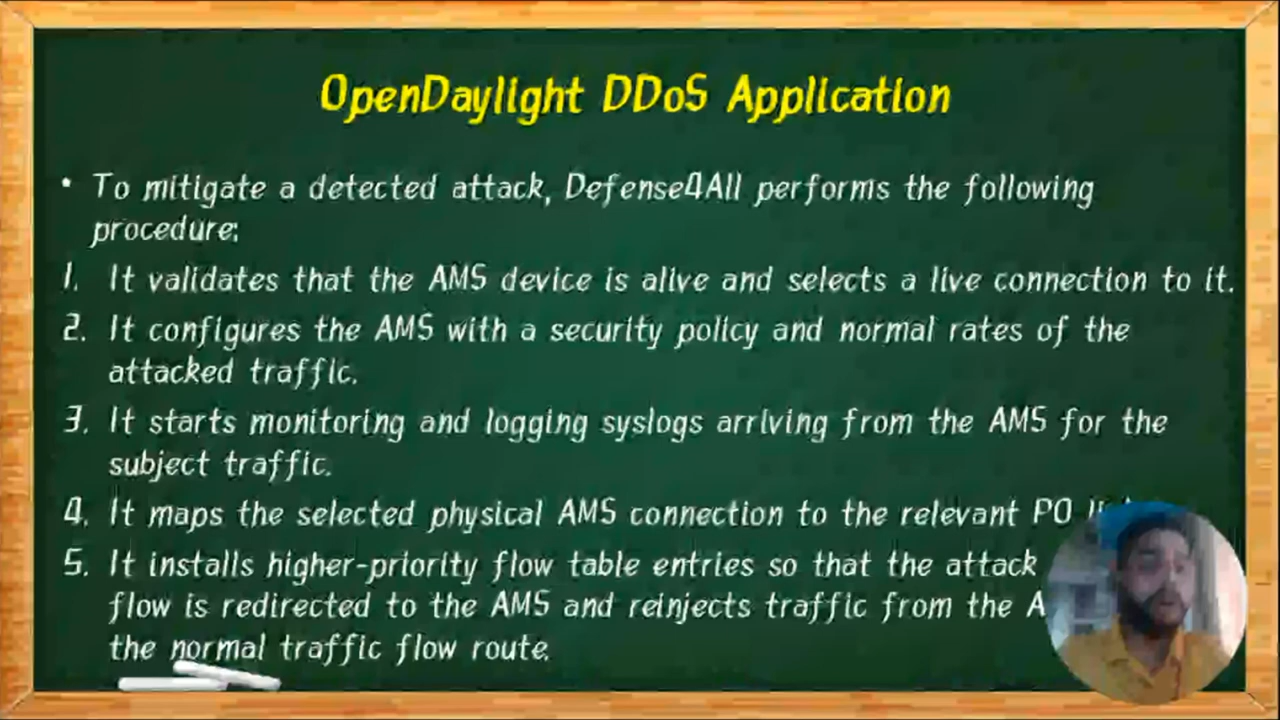 OpenDaylight DDoS Application
• To mitigate a detected attack, Defense4All performs the following
procedure:
1. It validates that the AMS device is alive and selects a live connection to it.
2. It configures the AMS with a security policy and normal rates of the
attacked traffic.
3. It starts monitoring and logging syslogs arriving from the AMS for the
subject traffic.
4. It maps the selected physical AMS connection to the relevant PO
5. It installs higher-priority flow table entries so that the attack
flow is redirected to the AMS and reinjects traffic from the
the normal traffic flow route.